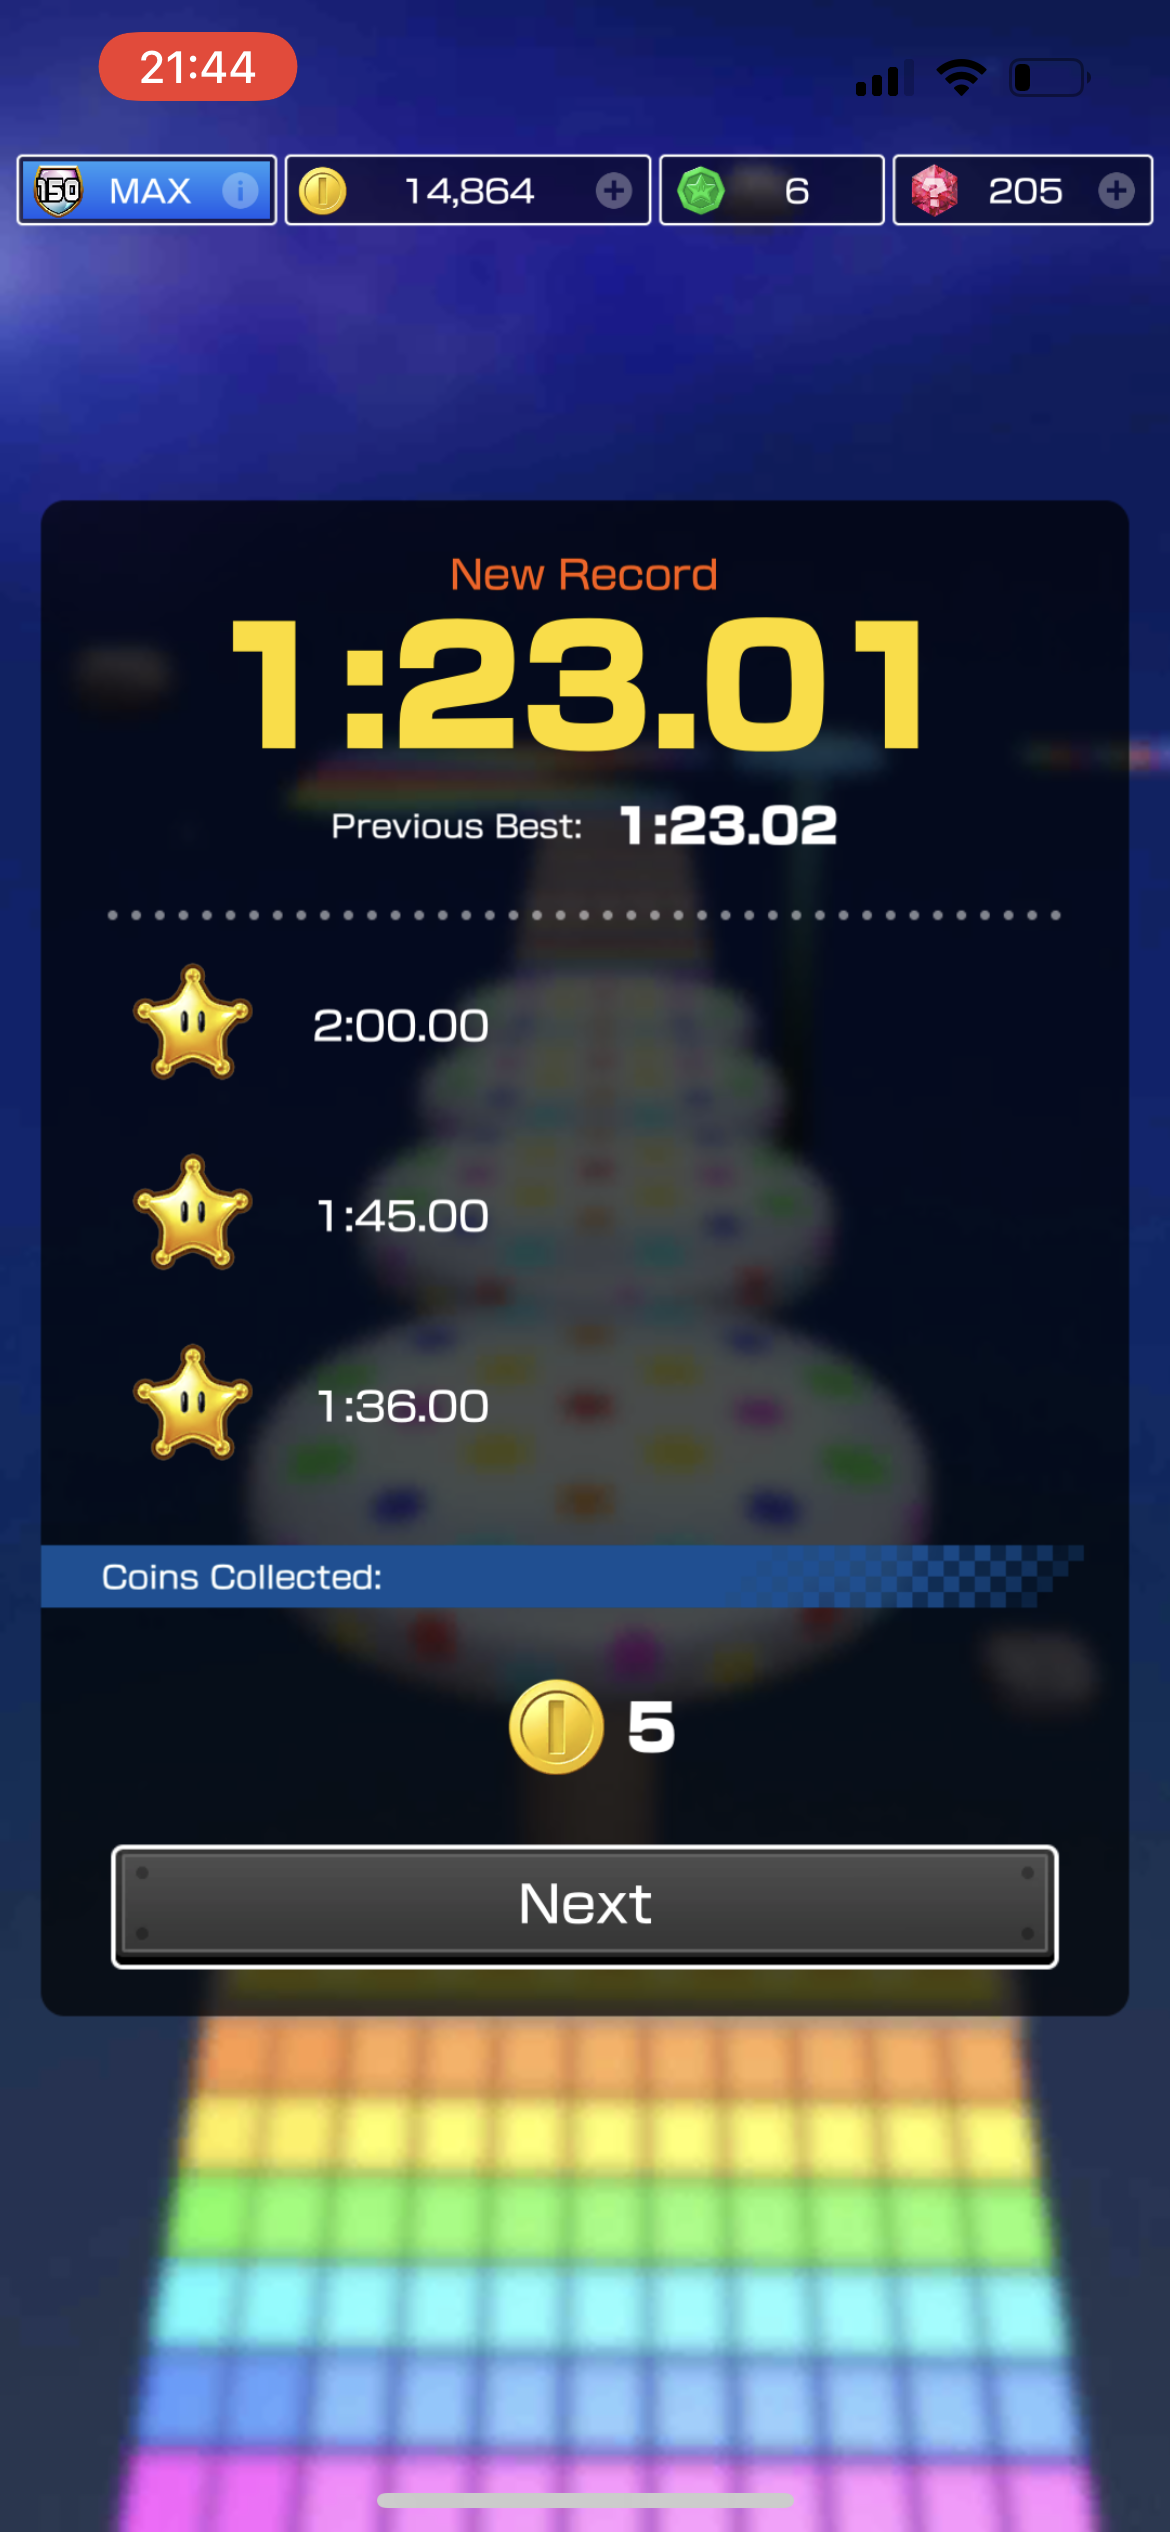 21:44
150 MAX i 14,864 + 6 ? 205 +
New Record
1:23.01
Previous Best: 1:23.02
2:00.00
1:45.00
1:36.00
Coins Collected:
5
Next